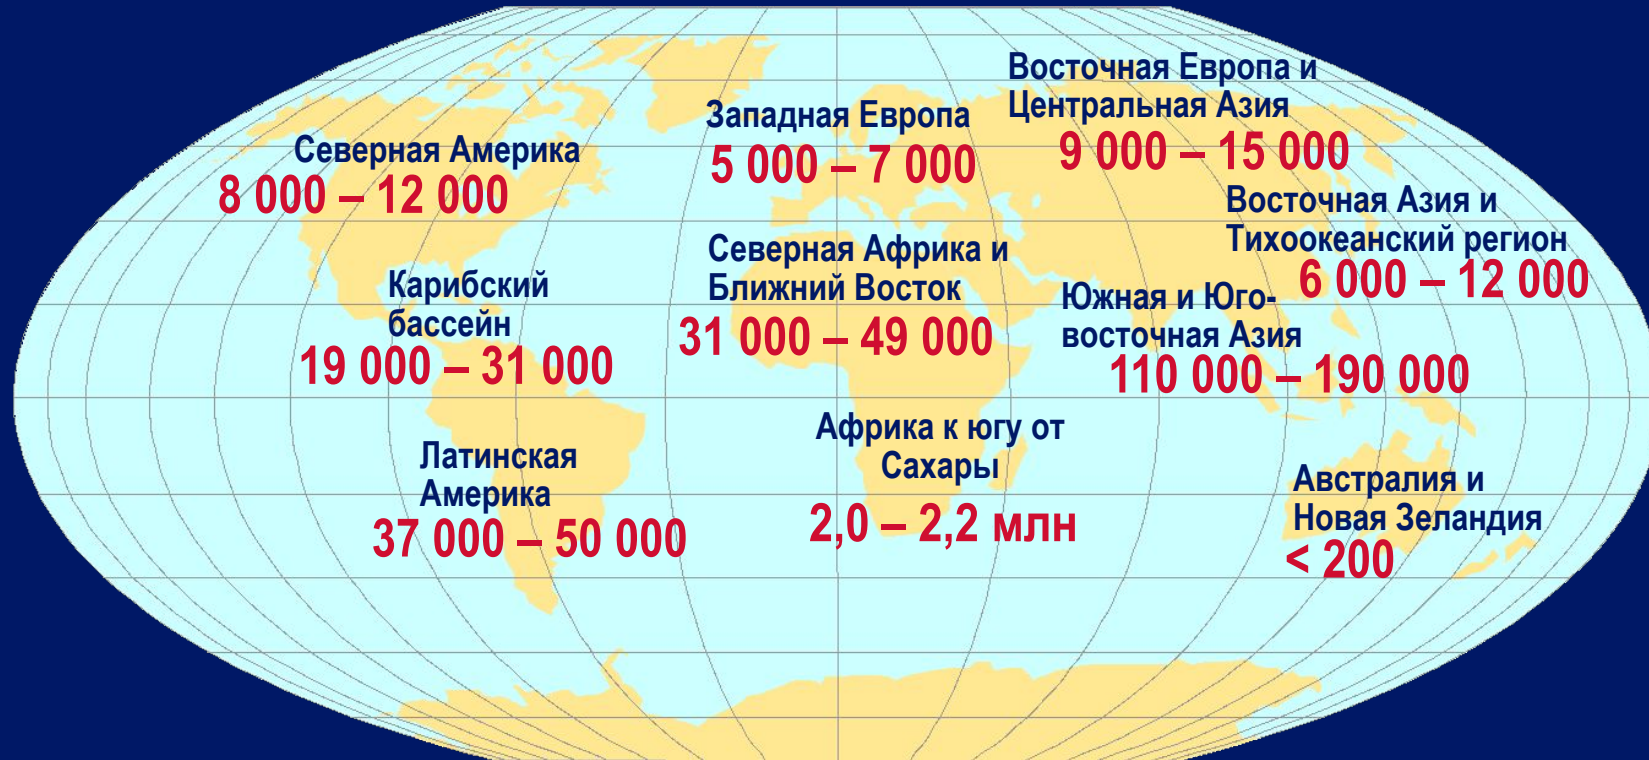 Восточная Европа и
Центральная Азия
9 000 – 15 000
Западная Европа
5 000 – 7 000
Северная Америка
8 000 – 12 000
Восточная Азия и
Тихоокеанский регион
6 000 – 12 000
Северная Африка и
Ближний Восток
31 000 – 49 000
Карибский
бассейн
19 000 – 31 000
Южная и Юго-
восточная Азия
110 000 – 190 000
Африка к югу от
Сахары
2,0 – 2,2 млн
Латинская
Америка
37 000 – 50 000
Австралия и
Новая Зеландия
< 200